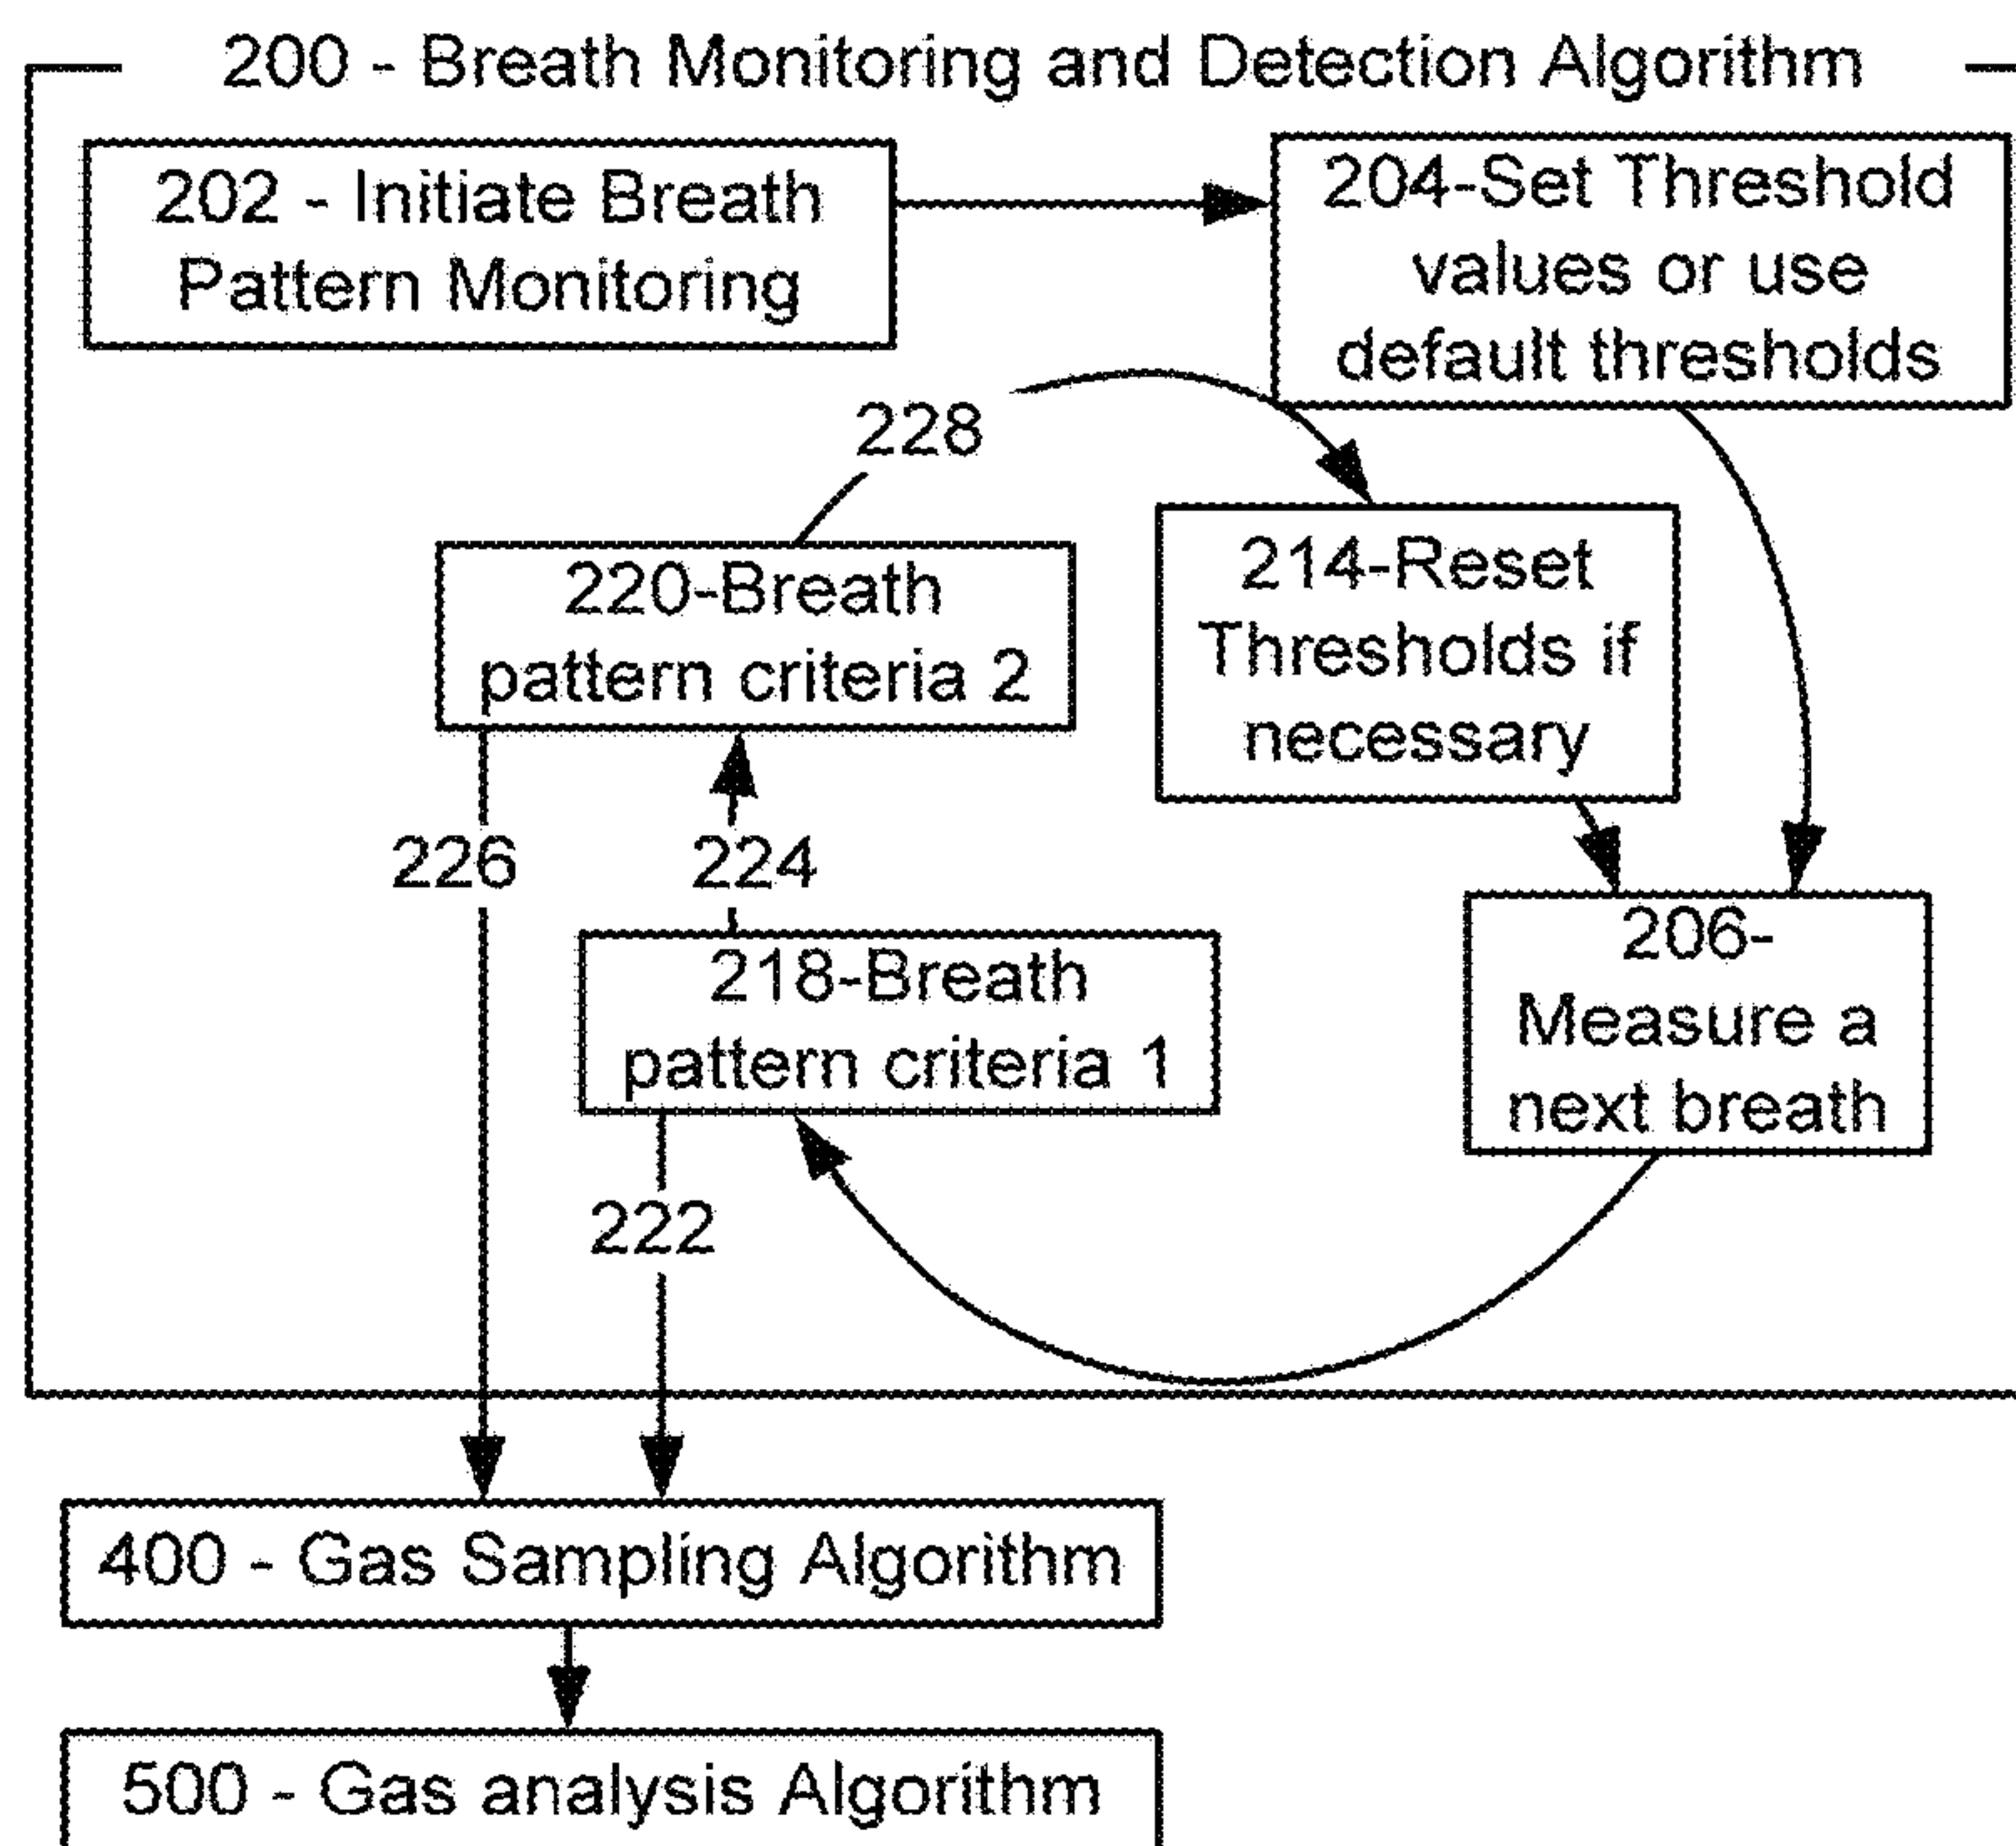 200 - Breath Monitoring and Detection Algorithm
202 - Initiate Breath
Pattern Monitoring
204-Set Threshold
values or use
default thresholds
228
220-Breath
pattern criteria 2
214-Reset
Thresholds if
necessary
226
224
218-Breath
pattern criteria 1
206-
Measure a
next breath
222
400 - Gas Sampling Algorithm
500 - Gas analysis Algorithm